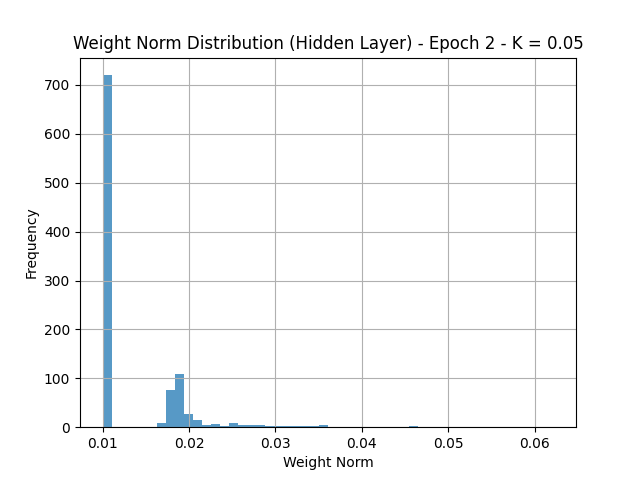 Weight Norm Distribution (Hidden Layer) - Epoch 2 - K = 0.05
700
600
500
400
300
200
100
0
Frequency
0.01 0.02 0.03 0.04 0.05 0.06
Weight Norm